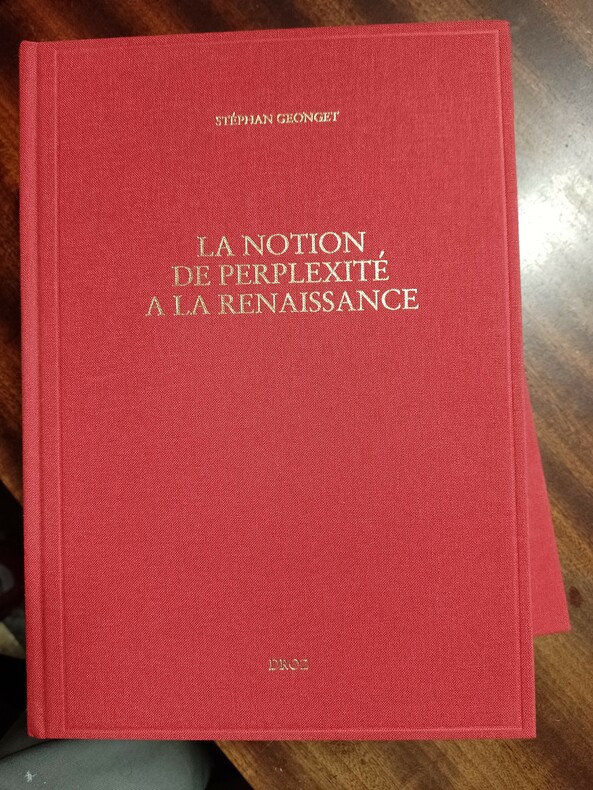 STÉPHAN GEONGET
LA NOTION
DE PERPLEXITÉ
A LA RENAISSANCE
DROZ